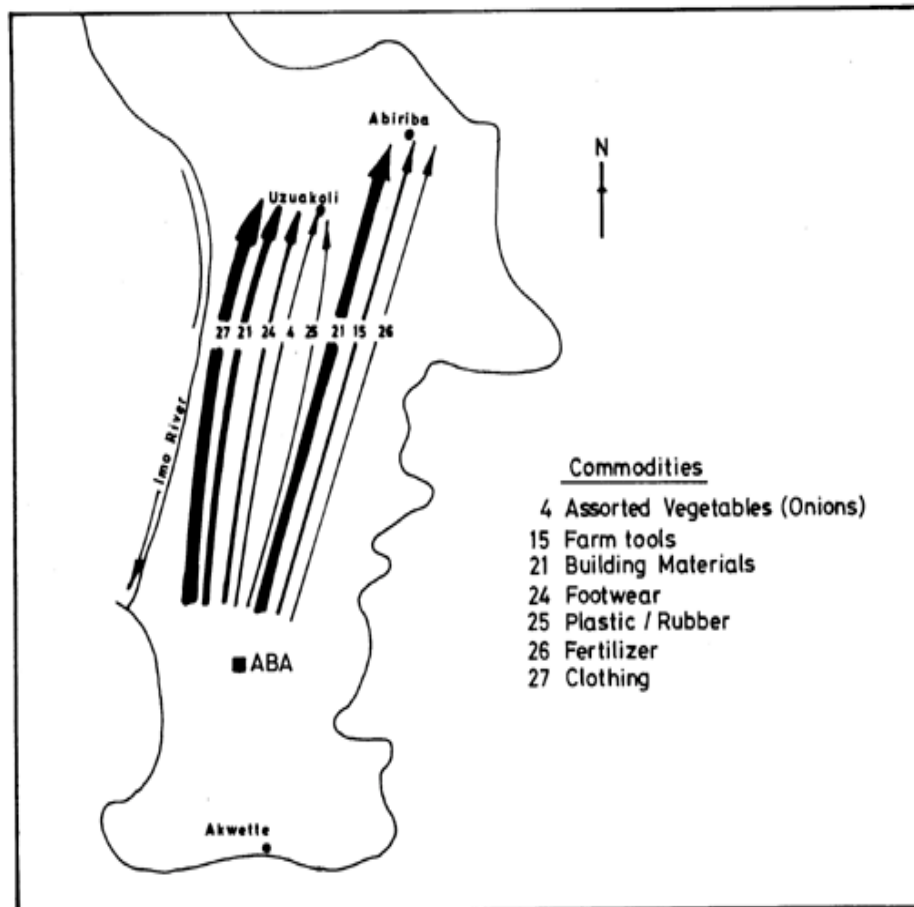 Abiriba
N
Uzuakoli
27 21 24 4 25 21 15 26
Imo River
Commodities
4 Assorted Vegetables (Onions)
15 Farm tools
21 Building Materials
24 Footwear
25 Plastic / Rubber
26 Fertilizer
27 Clothing
ABA
Akwette